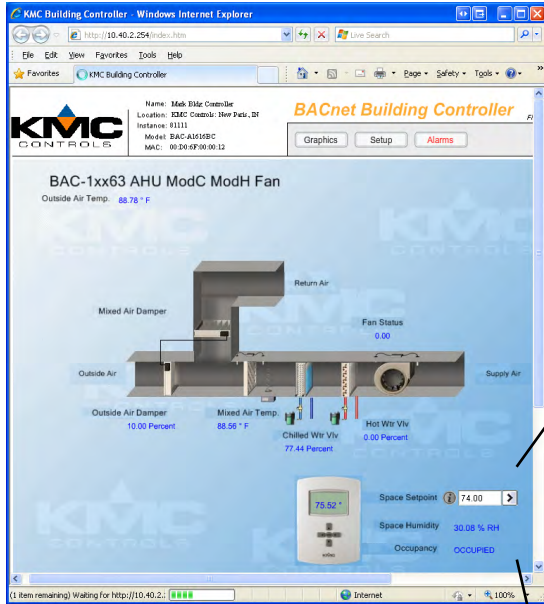 KMC Building Controller - Windows Internet Explorer
http://10.40.2.254/index.htm
Live Search
File Edit View Favorites Tools Help
Favorites KMC Building Controller Page Safety Tools
KMC
CONTROLS
Name: Mark Bldg Controller
Location: KMC Controls: New Paris, IN
Instance: 01111
Model: BAC-A1616BC
MAC: 00:D0:6F:00:00:12
BACnet Building Controller
Graphics Setup Alarms
BAC-1xx63 AHU ModC ModH Fan
Outside Air Temp. 88.78 ° F
Return Air
Mixed Air Damper
Fan Status
0.00
Outside Air
Supply Air
Outside Air Damper
10.00 Percent
Mixed Air Temp.
88.56 ° F
Chilled Wtr Vlv
77.44 Percent
Hot Wtr Vlv
0.00 Percent
75.52 °
Space Setpoint 74.00
Space Humidity 30.08 % RH
Occupancy OCCUPIED
(1 item remaining) Waiting for http://10.40.2.: Internet 100%